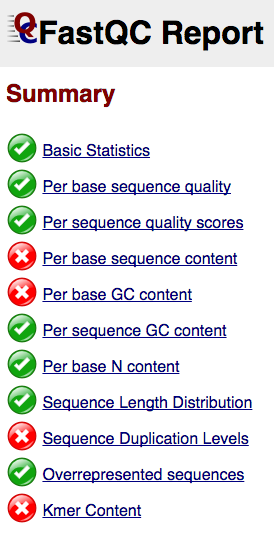 QC FastQC Report
Summary
Basic Statistics
Per base sequence quality
Per sequence quality scores
Per base sequence content
Per base GC content
Per sequence GC content
Per base N content
Sequence Length Distribution
Sequence Duplication Levels
Overrepresented sequences
Kmer Content